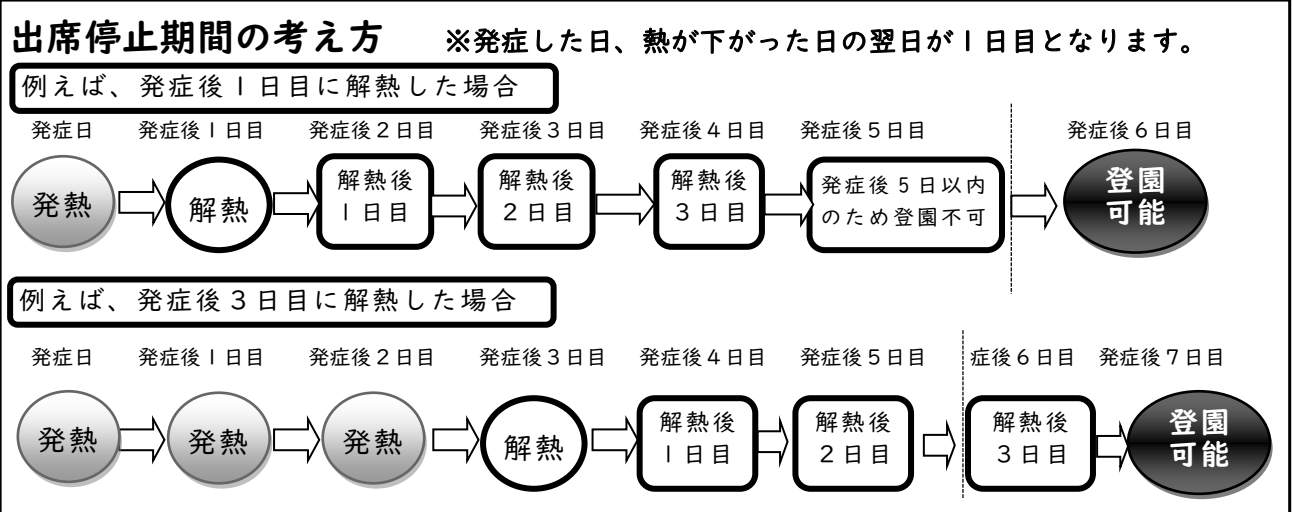 出席停止期間の考え方　※発症した日、熱が下がった日の翌日が1日目となります。
例えば、発症後1日目に解熱した場合
発症日　発症後1日目　発症後2日目　発症後3日目　発症後4日目　発症後5日目　発症後6日目
発熱　解熱　解熱後　解熱後　解熱後　発症後5日以内　登園
1日目　2日目　3日目　のため登園不可　可能
例えば、発症後3日目に解熱した場合
発症日　発症後1日目　発症後2日目　発症後3日目　発症後4日目　発症後5日目　症後6日目　発症後7日目
発熱　発熱　発熱　解熱　解熱後　解熱後　解熱後　登園
1日目　2日目　3日目　可能